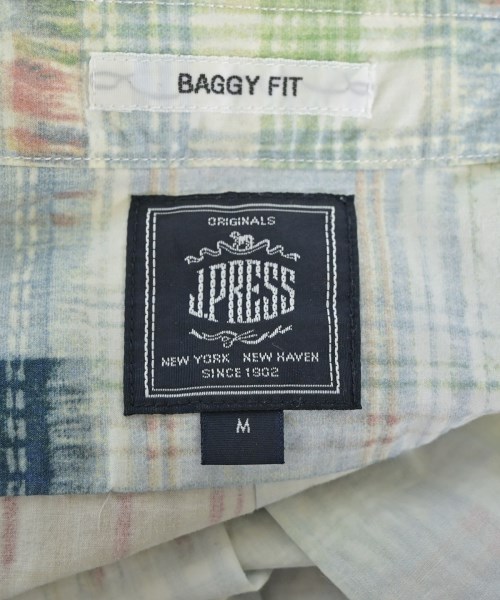 BAGGY FIT
ORIGINALS
J.PRESS
NEW YORK NEW HAVEN
SINCE 1902
M